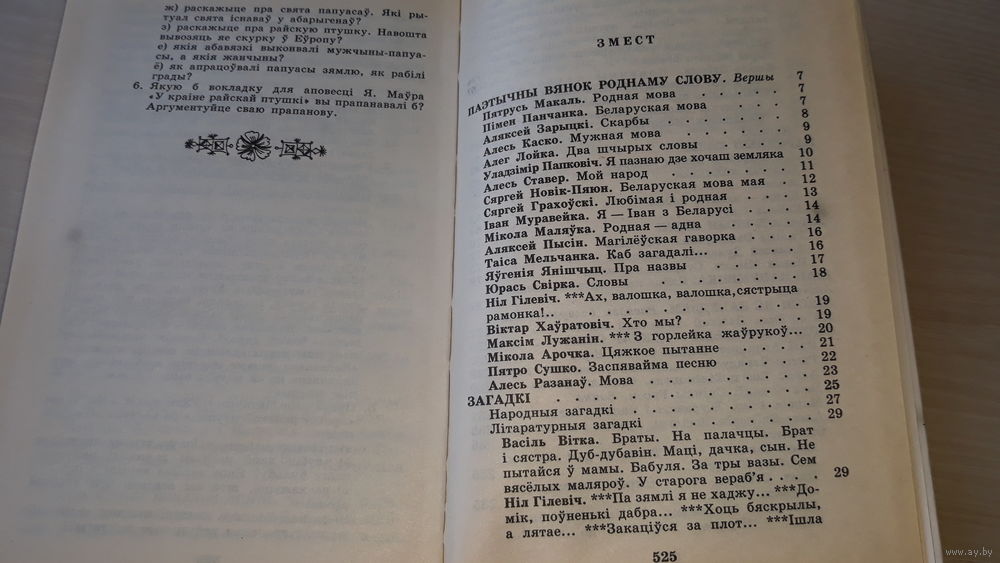 ж) раскажыце пра свята папуасаў. Які ры-
туал свята існаваў у абарыгенаў?
з) раскажыце пра райскую птушку. Навошта
вывозяць яе скурку ў Еўропу?
е) якія абавязкі выконвалі мужчыны-папуа-
сы, а якія жанчыны?
ё) як апрацоўвалі папуасы зямлю, як рабілі
грады?
6. Якую б вокладку для аповесці Я. Маўра
«У краіне райскай птушкі» вы прапанавалі б?
Аргументуйце сваю прапанову.
ЗМЕСТ
ПАЭТЫЧНЫ ВЯНОК РОДНАМУ СЛОВУ. Вершы 7
Пятрусь Макаль. Родная мова . . . . . 7
Пімен Панчанка. Беларуская мова . . . 7
Аляксей Зарыцкі. Скарбы . . . . . . 8
Алесь Каско. Мужная мова . . . . . 9
Алег Лойка. Два шчырых словы . . . . 9
Уладзімір Папковіч. Я пазнаю дзе хочаш земляка 10
Алесь Ставер. Мой народ . . . . . . 11
Сяргей Новік-Пяюн. Беларуская мова мая . 12
Сяргей Грахоўскі. Любімая і родная . . . 13
Іван Муравейка. Я — Іван з Беларусі . . . 14
Мікола Маляўка. Родная — адна . . . . 14
Аляксей Пысін. Магілёўская гаворка . . . 16
Таіса Мельчанка. Каб загадалі... . . . . 16
Яўгенія Янішчыц. Пра назвы . . . . . 17
Юрась Свірка. Словы . . . . . . . 18
Ніл Гілевіч. ***Ах, валошка, валошка,сястрыца
рамонка!.. . . . . . . . . . 19
Віктар Хаўратовіч. Хто мы? . . . . . . 19
Максім Лужанін. *** З горлейка жаўрукоў... 20
Мікола Арочка. Цяжкое пытанне . . . . 21
Пятро Сушко. Заспявайма песню . . . . 22
Алесь Разанаў. Мова . . . . . . . 23
ЗАГАДКІ . . . . . . . . . . 25
Народныя загадкі . . . . . . . . 27
Літаратурныя загадкі . . . . . . . 29
Васіль Вітка. Браты. На палачцы. Брат
і сястра. Дуб-дубавін. Маці, дачка, сын. Не
пытайся ў мамы. Бабуля. За тры вазы. Сем
вясёлых маляроў. У старога вераб'я . . . . 29
Ніл Гілевіч. ***Па зямлі я не хаджу... ***До-
мік, поўненькі дабра... ***Хоць бяскрылы,
а лятае... ***Закаціўся за плот... ***Ішла
525
www.ay.by